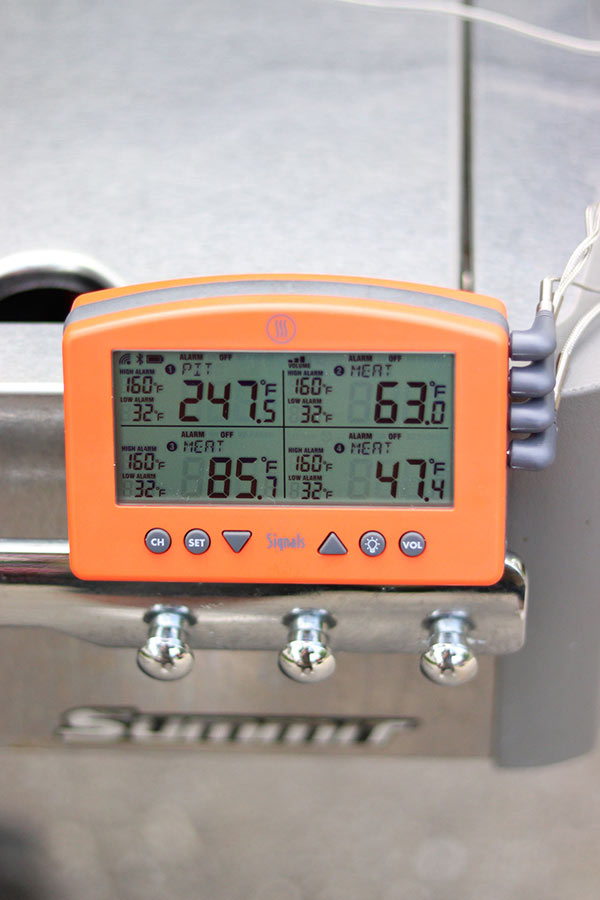 ALARM OFF
1 PIT
HIGH ALARM
160°F
LOW ALARM
32°F
247.5°F
VOLUME
2 MEAT
HIGH ALARM
160°F
LOW ALARM
32°F
63.0°F
ALARM OFF
3 MEAT
HIGH ALARM
160°F
LOW ALARM
32°F
85.7°F
ALARM OFF
4 MEAT
HIGH ALARM
160°F
LOW ALARM
32°F
47.4°F
CH SET Signals VOL
Summit